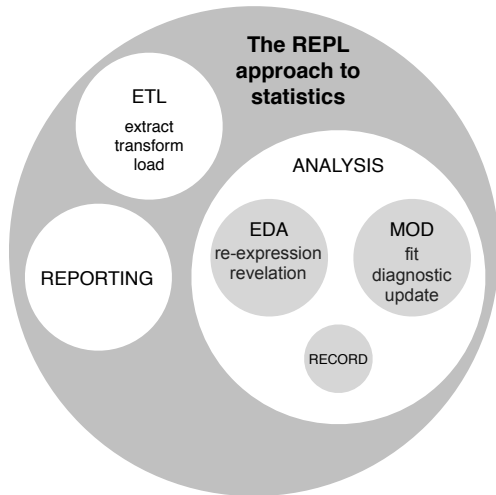 The REPL
approach to
statistics
ETL
extract
transform
load
ANALYSIS
EDA
re-expression
revelation
MOD
fit
diagnostic
update
REPORTING
RECORD